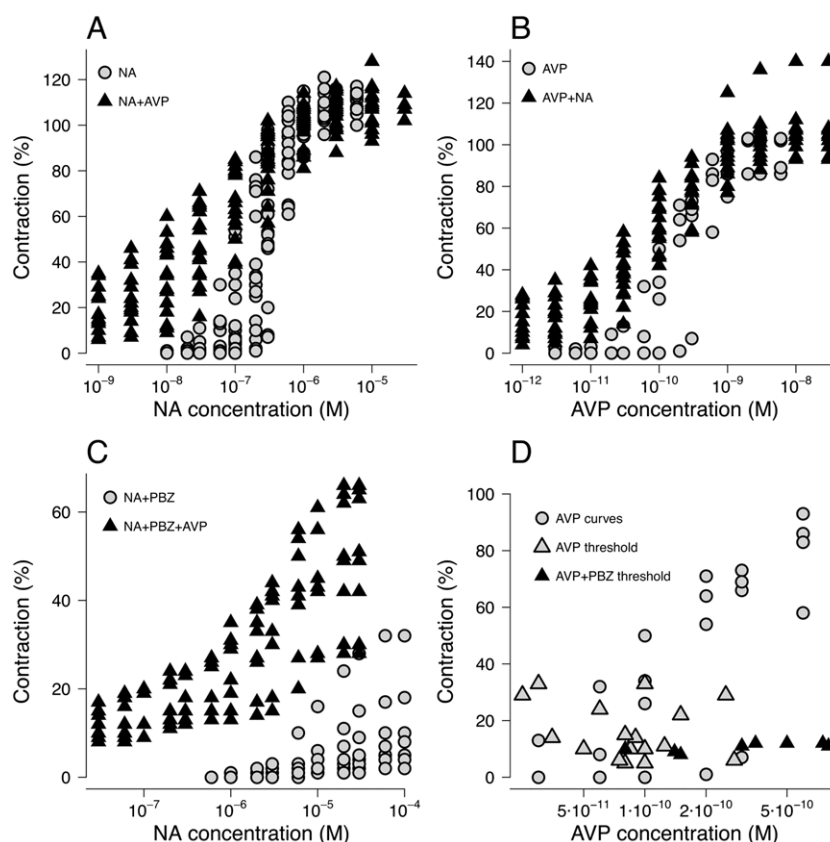 A
NA
NA+AVP
Contraction (%)
120
100
80
60
40
20
0
10⁻⁹
10⁻⁸
10⁻⁷
10⁻⁶
10⁻⁵
NA concentration (M)
B
AVP
AVP+NA
Contraction (%)
140
120
100
80
60
40
20
0
10⁻¹²
10⁻¹¹
10⁻¹⁰
10⁻⁹
10⁻⁸
AVP concentration (M)
C
NA+PBZ
NA+PBZ+AVP
Contraction (%)
60
40
20
0
10⁻⁷
10⁻⁶
10⁻⁵
10⁻⁴
NA concentration (M)
D
AVP curves
AVP threshold
AVP+PBZ threshold
Contraction (%)
100
80
60
40
20
0
5·10⁻¹¹
1·10⁻¹⁰
2·10⁻¹⁰
5·10⁻¹⁰
AVP concentration (M)